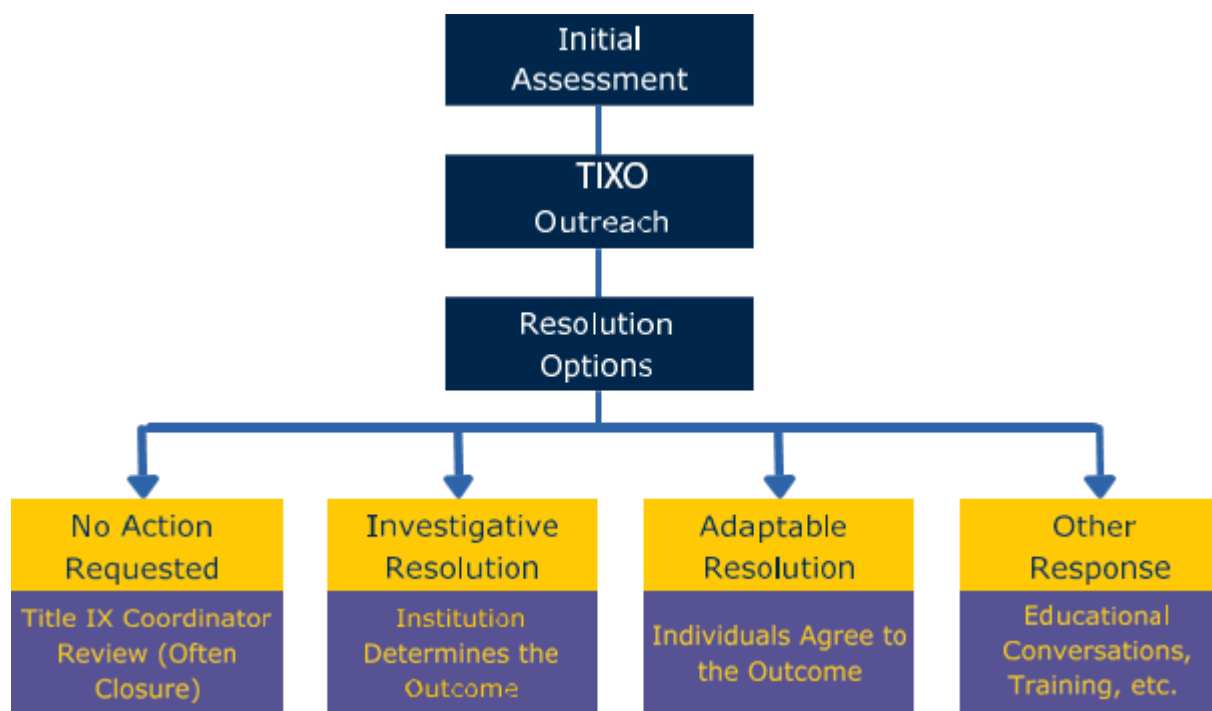 Initial
Assessment
TIXO
Outreach
Resolution
Options
No Action
Requested
Title IX Coordinator
Review (Often
Closure)
Investigative
Resolution
Institution
Determines the
Outcome
Adaptable
Resolution
Individuals Agree to
the Outcome
Other
Response
Educational
Conversations,
Training, etc.